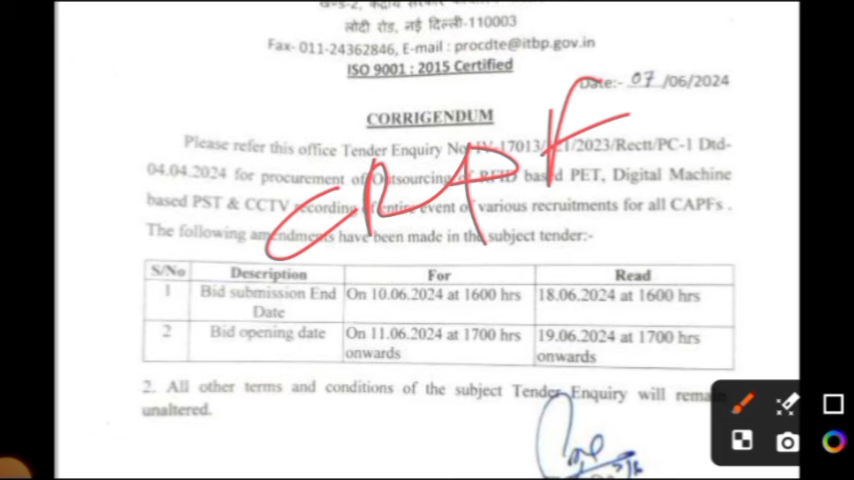 लोदी रोड, नई दिल्ली-110003
Fax- 011-24362846, E-mail : procdte@itbp.gov.in
ISO 9001 : 2015 Certified
Date:- 07 /06/2024
CORRIGENDUM
CRPF
Please refer this office Tender Enquiry No. 17013/ /2023/Rectt/PC-1 Dtd-
04.04.2024 for procurement of Outsourcing of RFID based PET, Digital Machine
based PST & CCTV recording of entire event of various recruitments for all CAPFs .
The following amendments have been made in the subject tender:-
S/No Description For Read
1 Bid submission End Date On 10.06.2024 at 1600 hrs 18.06.2024 at 1600 hrs
2 Bid opening date On 11.06.2024 at 1700 hrs onwards 19.06.2024 at 1700 hrs onwards
2. All other terms and conditions of the subject Tender Enquiry will remain
unaltered.